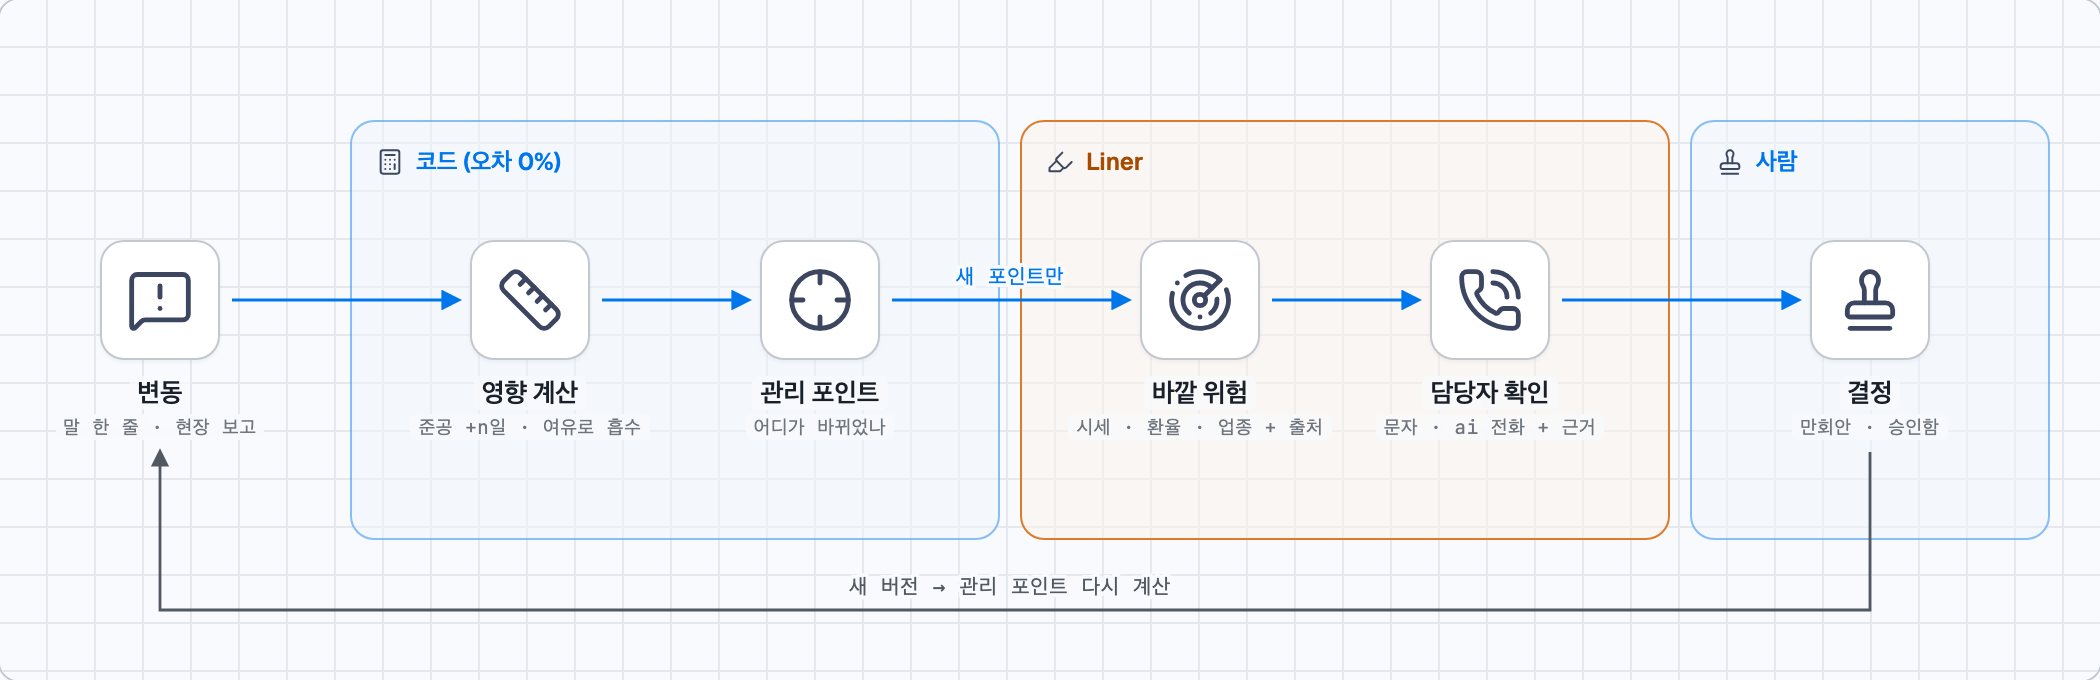 코드 (오차 0%)
Liner
사람
새 포인트만
변동
말 한 줄 · 현장 보고
영향 계산
준공 +n일 · 여유로 흡수
관리 포인트
어디가 바뀌었나
바깥 위험
시세 · 환율 · 업종 + 출처
담당자 확인
문자 · ai 전화 + 근거
결정
만회안 · 승인함
새 버전 → 관리 포인트 다시 계산